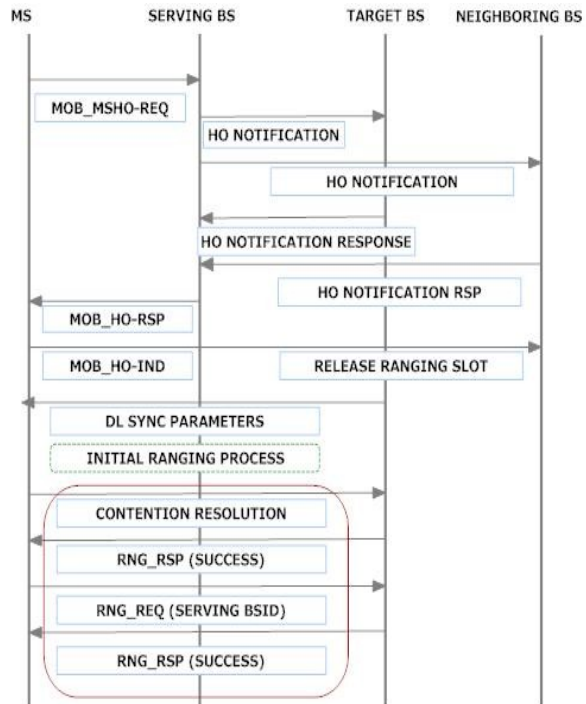 MS SERVING BS TARGET BS NEIGHBORING BS
MOB_MSHO-REQ
HO NOTIFICATION
HO NOTIFICATION
HO NOTIFICATION RESPONSE
HO NOTIFICATION RSP
MOB_HO-RSP
MOB_HO-IND RELEASE RANGING SLOT
DL SYNC PARAMETERS
INITIAL RANGING PROCESS
CONTENTION RESOLUTION
RNG_RSP (SUCCESS)
RNG_REQ (SERVING BSID)
RNG_RSP (SUCCESS)